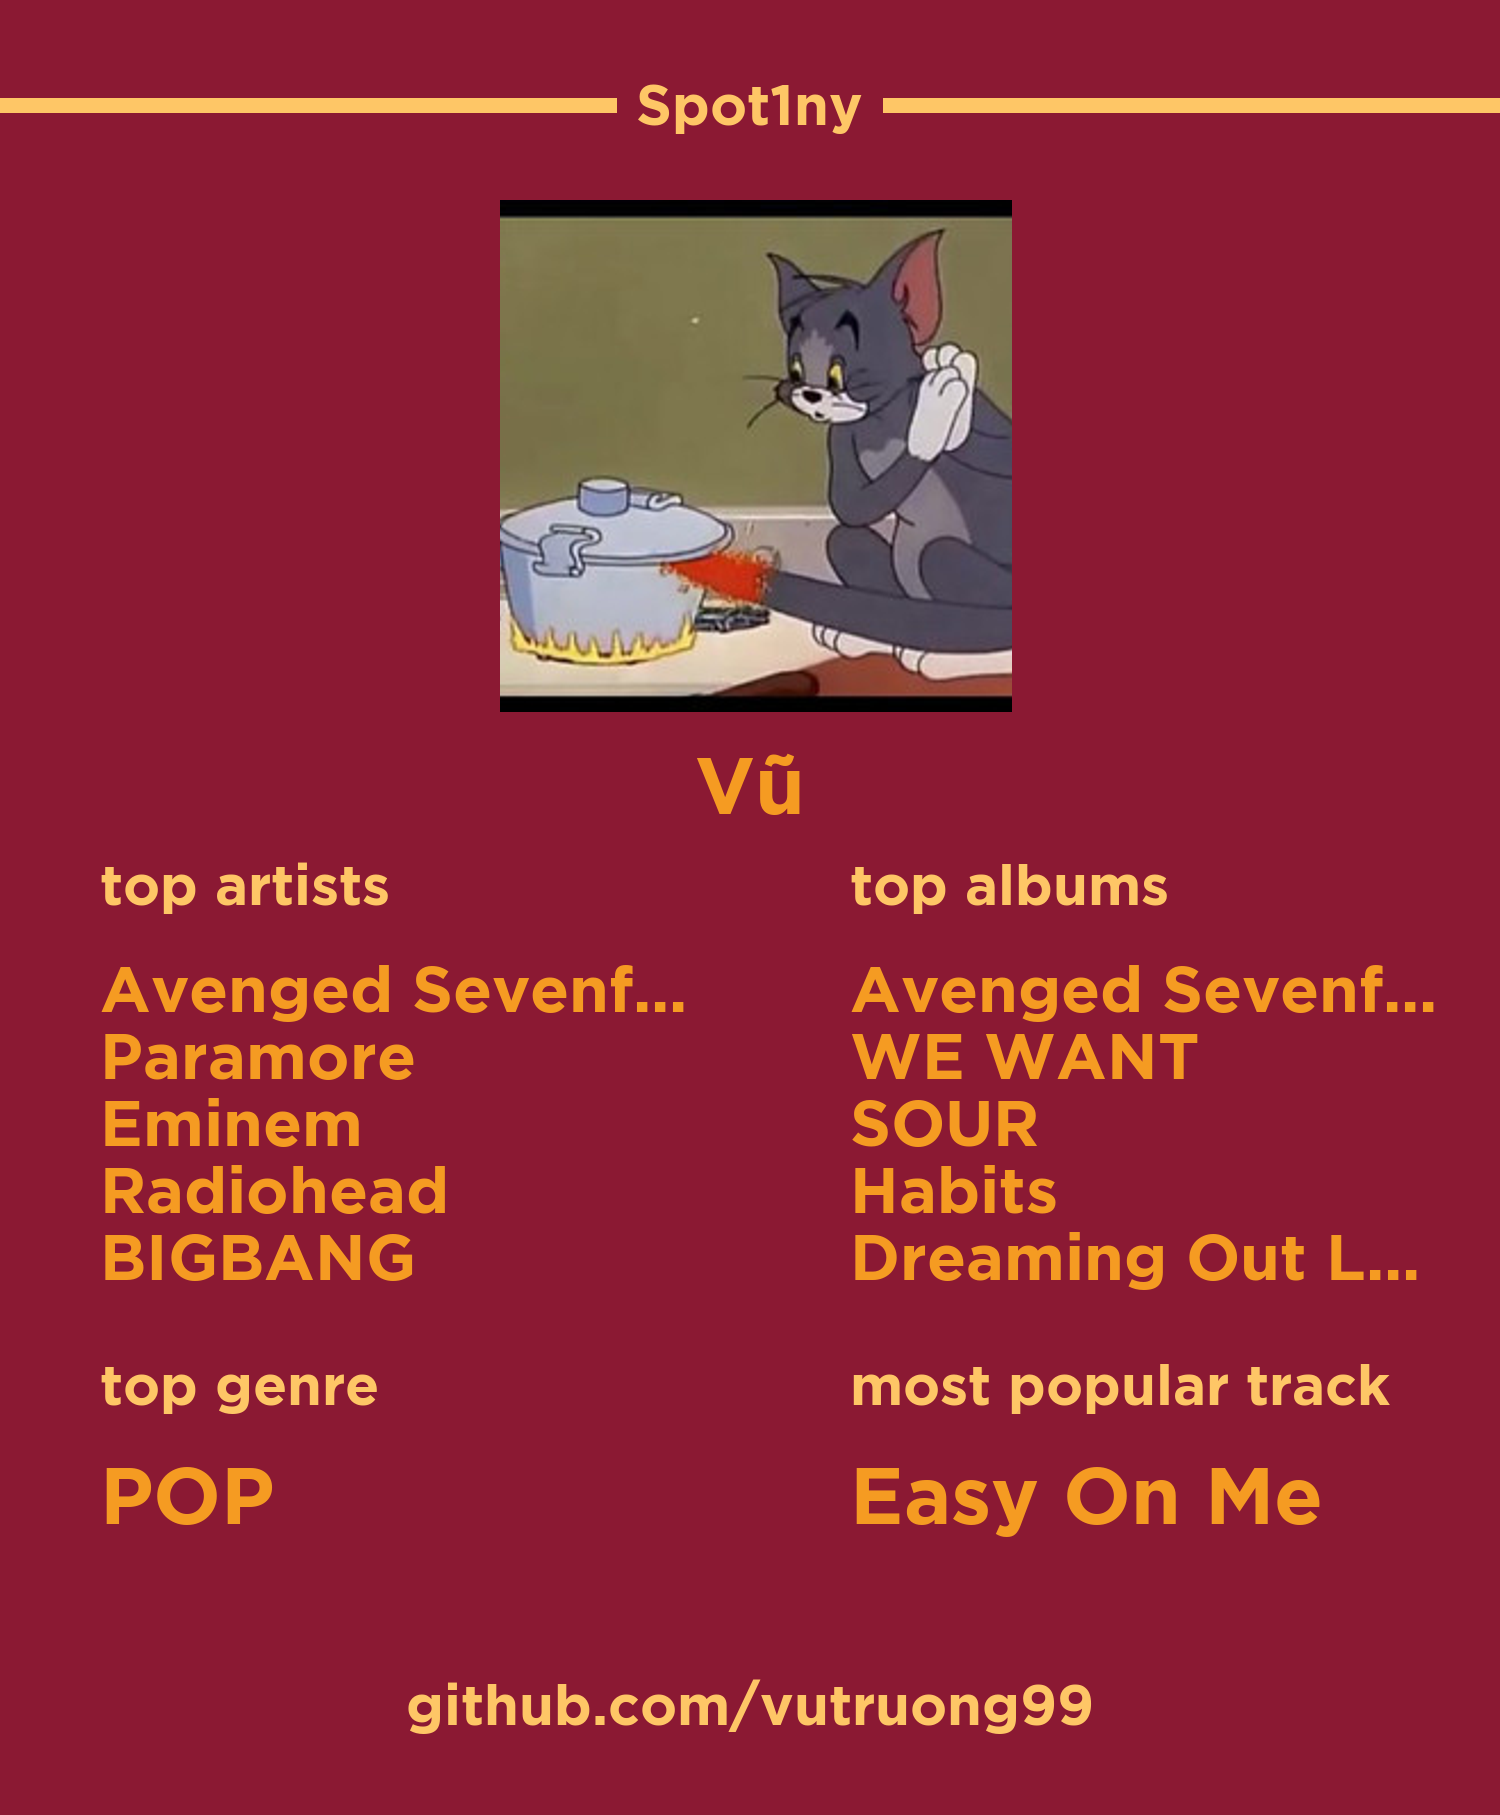 Spot1ny
Vũ
top artists
Avenged Sevenf...
Paramore
Eminem
Radiohead
BIGBANG
top albums
Avenged Sevenf...
WE WANT
SOUR
Habits
Dreaming Out L...
top genre
POP
most popular track
Easy On Me
github.com/vutruong99